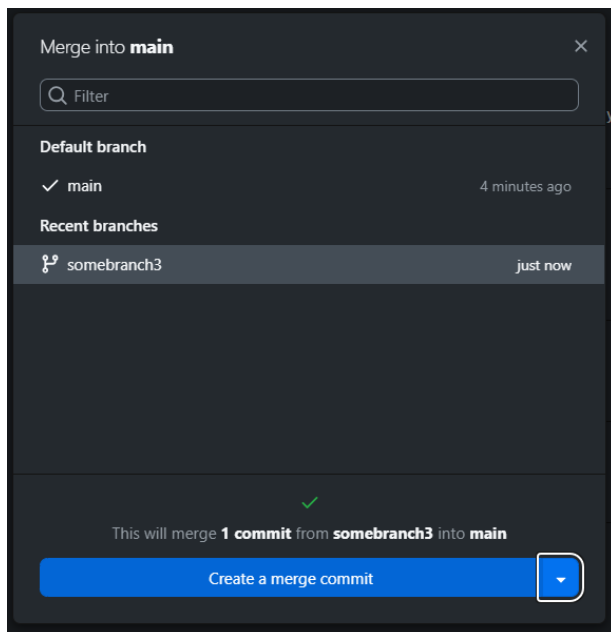 Merge into main
Filter
Default branch
main 4 minutes ago
Recent branches
somebranch3 just now
This will merge 1 commit from somebranch3 into main
Create a merge commit